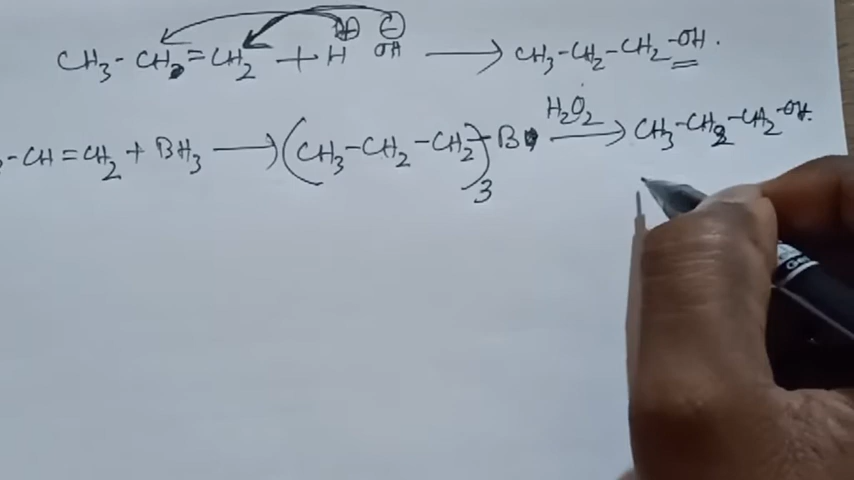 CH₃-CH=CH₂ + H⊕ OH⊖ ⟶ CH₃-CH₂-CH₂-OH.
-CH=CH₂ + BH₃ ⟶ (CH₃-CH₂-CH₂)₃-B ⟶ H₂O₂ CH₃-CH₂-CH₂-OH.